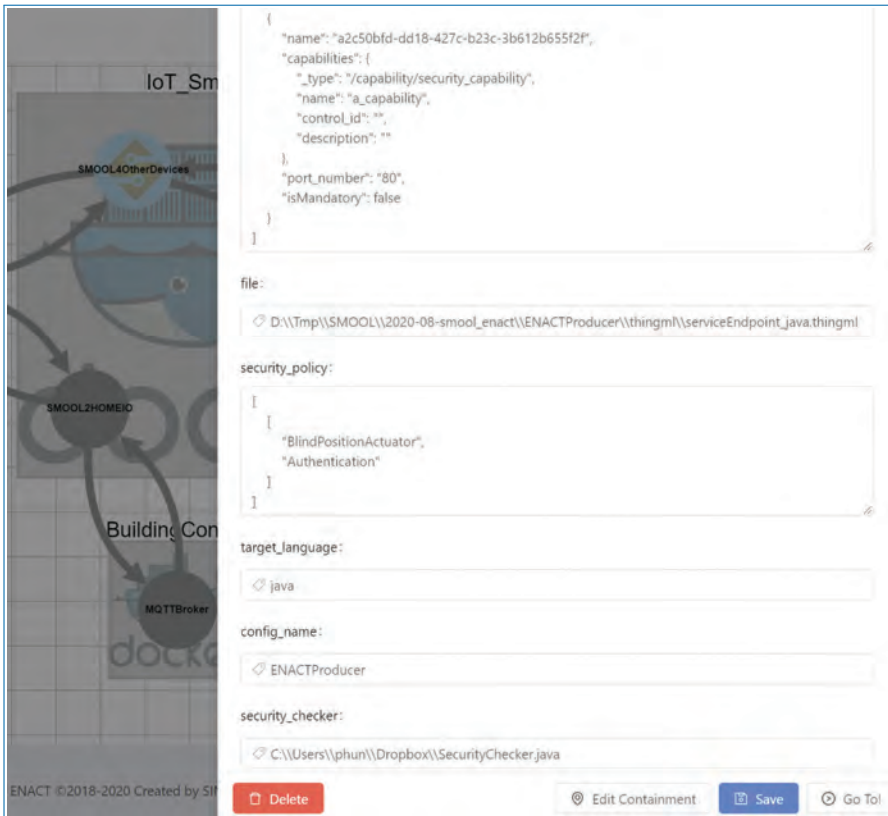 {
"name": "a2c50bfd-dd18-427c-b23c-3b612b655f2f",
"capabilities": {
"_type": "/capability/security_capability",
"name": "a_capability",
"control_id": "",
"description": ""
},
"port_number": "80",
"isMandatory": false
}
]
file:
D:\\Tmp\\SMOOL\\2020-08-smool_enact\\ENACTProducer\\thingml\\serviceEndpoint_java.thingml
security_policy:
[
[
"BlindPositionActuator",
"Authentication"
]
]
target_language:
java
config_name:
ENACTProducer
security_checker:
C:\\Users\\phun\\Dropbox\\SecurityChecker.java
Delete
Edit Containment
Save
Go To!
IoT_Sm
SMOOL4OtherDevices
SMOOL2HOMEIO
Building Con
MQTTBroker
docke
ENACT ©2018-2020 Created by SI